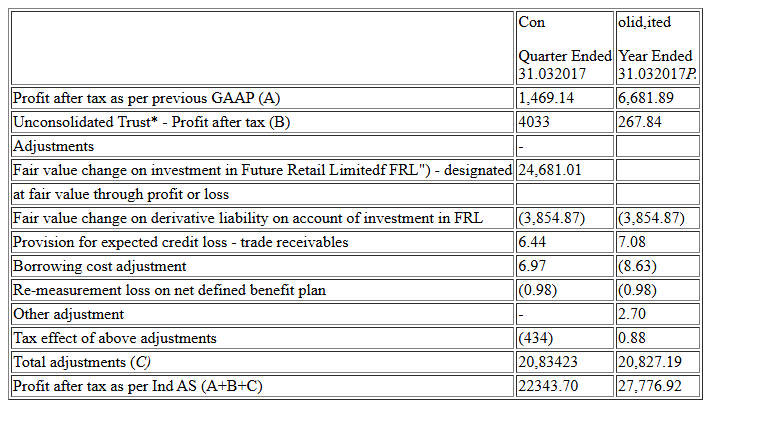 Con olid,ited
Quarter Ended Year Ended
31.032017 31.032017P.
Profit after tax as per previous GAAP (A) 1,469.14 6,681.89
Unconsolidated Trust* - Profit after tax (B) 4033 267.84
Adjustments -
Fair value change on investment in Future Retail Limitedf FRL") - designated 24,681.01
at fair value through profit or loss
Fair value change on derivative liability on account of investment in FRL (3,854.87) (3,854.87)
Provision for expected credit loss - trade receivables 6.44 7.08
Borrowing cost adjustment 6.97 (8.63)
Re-measurement loss on net defined benefit plan (0.98) (0.98)
Other adjustment - 2.70
Tax effect of above adjustments (434) 0.88
Total adjustments (C) 20,83423 20,827.19
Profit after tax as per Ind AS (A+B+C) 22343.70 27,776.92